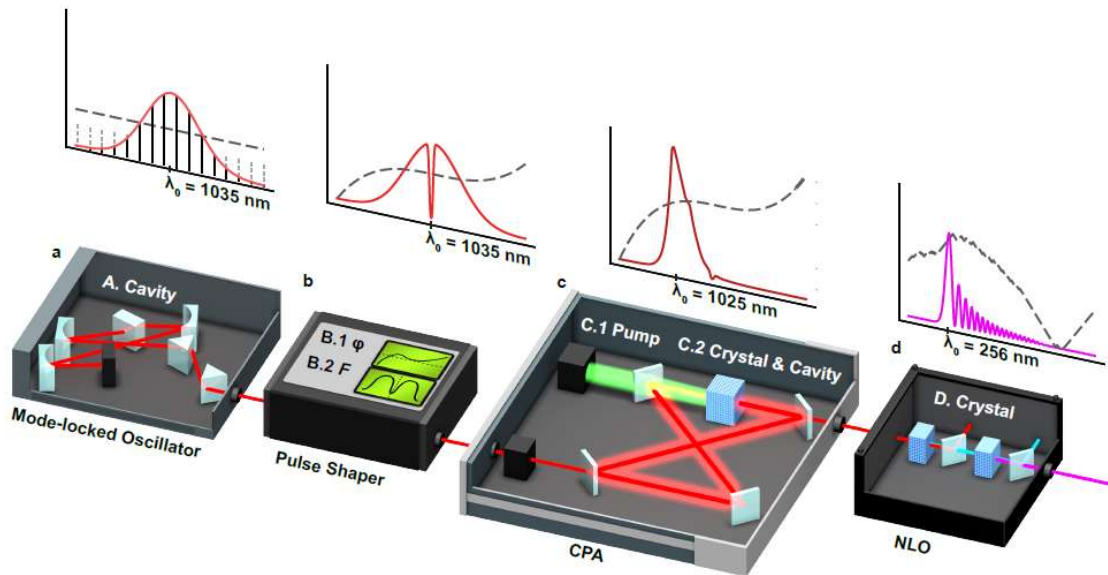 λ₀ = 1035 nm
λ₀ = 1035 nm
λ₀ = 1025 nm
λ₀ = 256 nm
a
A. Cavity
Mode-locked Oscillator
b
B.1 φ
B.2 F
Pulse Shaper
c
C.1 Pump
C.2 Crystal & Cavity
CPA
d
D. Crystal
NLO